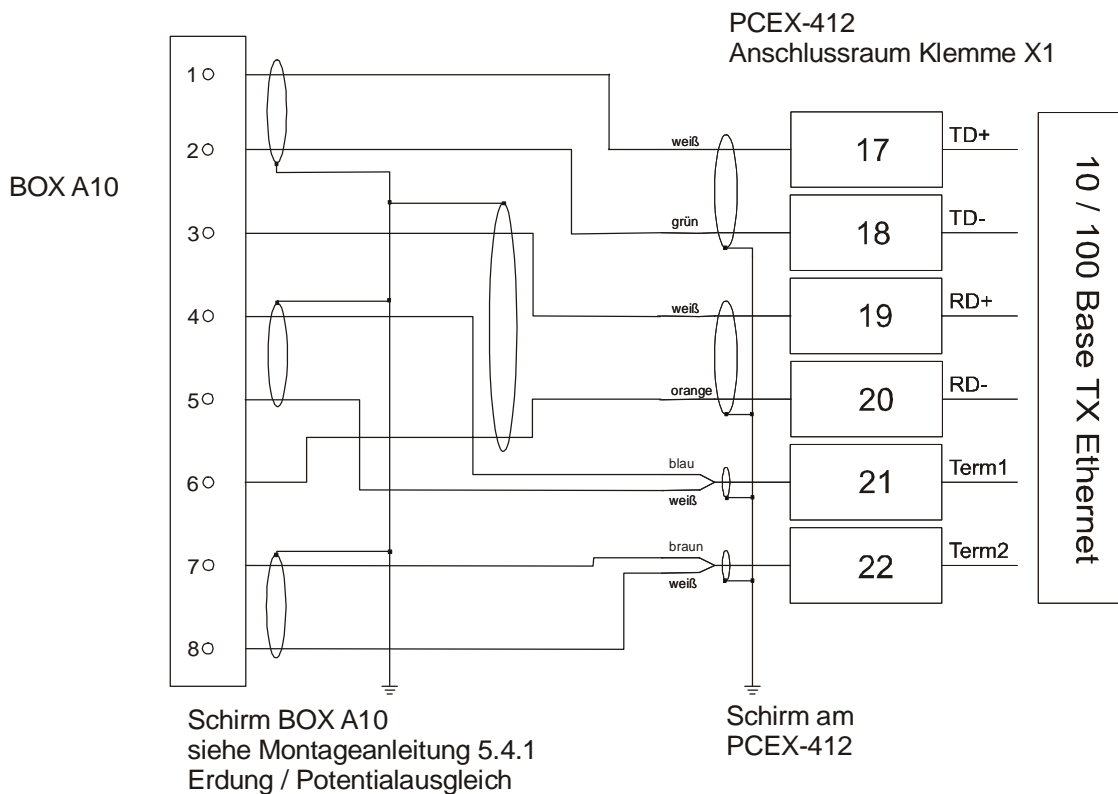 PCEX-412
Anschlussraum Klemme X1
BOX A10
1
2
3
4
5
6
7
8
weiß
grün
weiß
orange
blau
weiß
braun
weiß
17
TD+
18
TD-
19
RD+
20
RD-
21
Term1
22
Term2
10 / 100 Base TX Ethernet
Schirm BOX A10
siehe Montageanleitung 5.4.1
Erdung / Potentialausgleich
Schirm am
PCEX-412